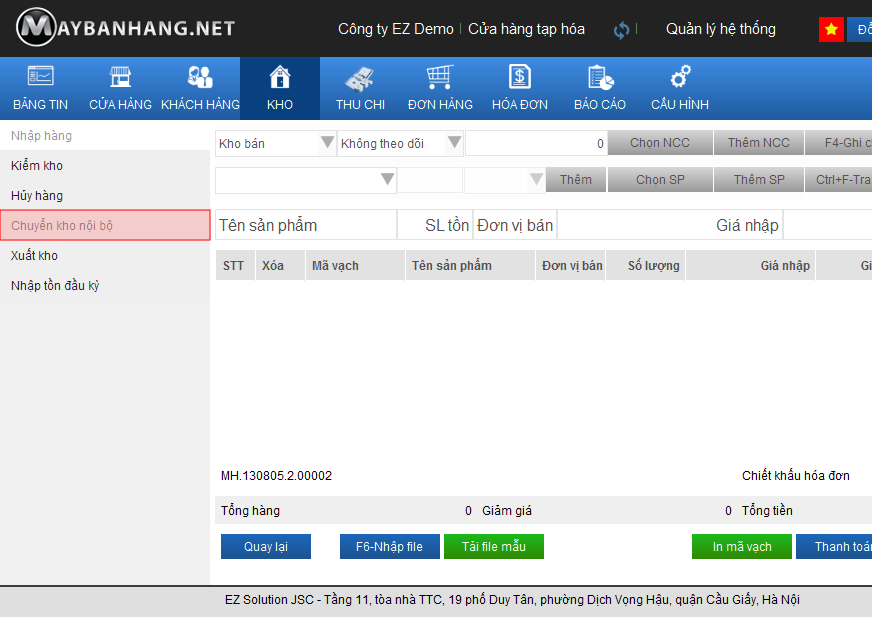 MAYBANHANG.NET
Công ty EZ Demo | Cửa hàng tạp hóa | Quản lý hệ thống
BẢNG TIN CỬA HÀNG KHÁCH HÀNG KHO THU CHI ĐƠN HÀNG HÓA ĐƠN BÁO CÁO CẤU HÌNH
Nhập hàng
Kiểm kho
Hủy hàng
Chuyển kho nội bộ
Xuất kho
Nhập tồn đầu kỳ
Kho bán Không theo dõi 0 Chọn NCC Thêm NCC F4-Ghi
Thêm Chọn SP Thêm SP Ctrl+F-Tra
Tên sản phẩm SL tồn Đơn vị bán Giá nhập
STT Xóa Mã vạch Tên sản phẩm Đơn vị bán Số lượng Giá nhập
MH.130805.2.00002 Chiết khấu hóa đơn
Tổng hàng 0 Giảm giá 0 Tổng tiền
Quay lại F6-Nhập file Tải file mẫu In mã vạch Thanh toán
EZ Solution JSC - Tầng 11, tòa nhà TTC, 19 phố Duy Tân, phường Dịch Vọng Hậu, quận Cầu Giấy, Hà Nội